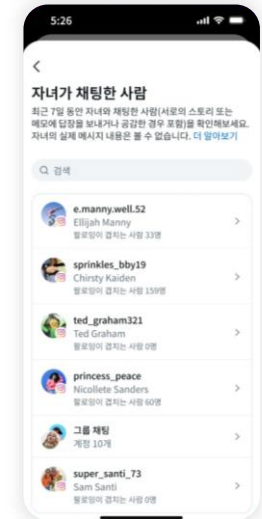 5:26
자녀가 채팅한 사람
최근 7일 동안 자녀와 채팅한 사람(서로의 스토리 또는
메모에 답장을 보내거나 공감한 경우 포함)을 확인해보세요.
자녀의 실제 메시지 내용은 볼 수 없습니다. 더 알아보기
검색
e.manny.well.52
Ellijah Manny
팔로잉이 겹치는 사람 33명
sprinkles_bby19
Chirsty Kaiden
팔로잉이 겹치는 사람 159명
ted_graham321
Ted Graham
팔로잉이 겹치는 사람 0명
princess_peace
Nicollete Sanders
팔로잉이 겹치는 사람 60명
그룹 채팅
계정 10개
super_santi_73
Sam Santi
팔로잉이 겹치는 사람 0명